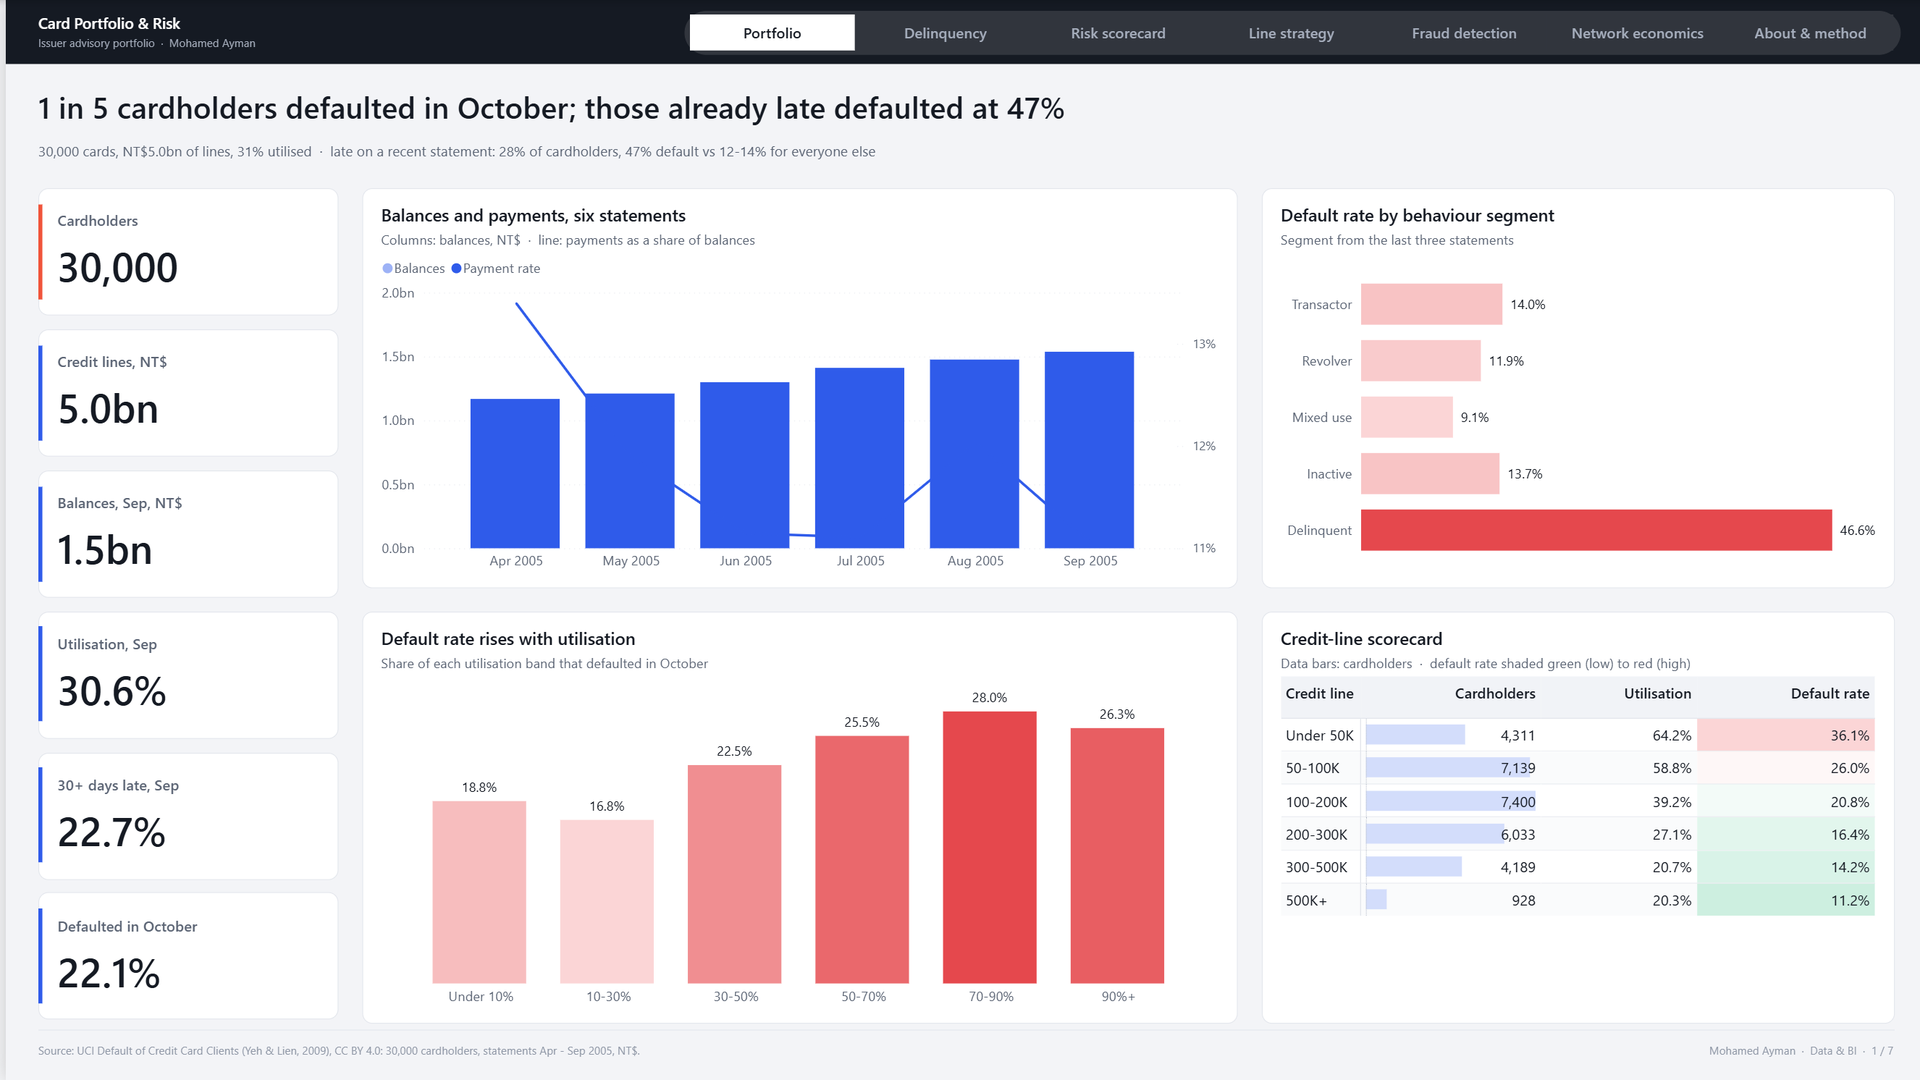 Card Portfolio & Risk
Issuer advisory portfolio · Mohamed Ayman
Portfolio
Delinquency
Risk scorecard
Line strategy
Fraud detection
Network economics
About & method
1 in 5 cardholders defaulted in October; those already late defaulted at 47%
30,000 cards, NT$5.0bn of lines, 31% utilised · late on a recent statement: 28% of cardholders, 47% default vs 12-14% for everyone else
Cardholders
30,000
Credit lines, NT$
5.0bn
Balances, Sep, NT$
1.5bn
Utilisation, Sep
30.6%
30+ days late, Sep
22.7%
Defaulted in October
22.1%
Balances and payments, six statements
Columns: balances, NT$ · line: payments as a share of balances
Balances Payment rate
2.0bn
1.5bn
1.0bn
0.5bn
0.0bn
13%
12%
11%
Apr 2005 May 2005 Jun 2005 Jul 2005 Aug 2005 Sep 2005
Default rate by behaviour segment
Segment from the last three statements
Transactor 14.0%
Revolver 11.9%
Mixed use 9.1%
Inactive 13.7%
Delinquent 46.6%
Default rate rises with utilisation
Share of each utilisation band that defaulted in October
18.8% 16.8% 22.5% 25.5% 28.0% 26.3%
Under 10% 10-30% 30-50% 50-70% 70-90% 90%+
Credit-line scorecard
Data bars: cardholders · default rate shaded green (low) to red (high)
Credit line Cardholders Utilisation Default rate
Under 50K 4,311 64.2% 36.1%
50-100K 7,139 58.8% 26.0%
100-200K 7,400 39.2% 20.8%
200-300K 6,033 27.1% 16.4%
300-500K 4,189 20.7% 14.2%
500K+ 928 20.3% 11.2%
Source: UCI Default of Credit Card Clients (Yeh & Lien, 2009), CC BY 4.0: 30,000 cardholders, statements Apr - Sep 2005, NT$.
Mohamed Ayman · Data & BI · 1 / 7